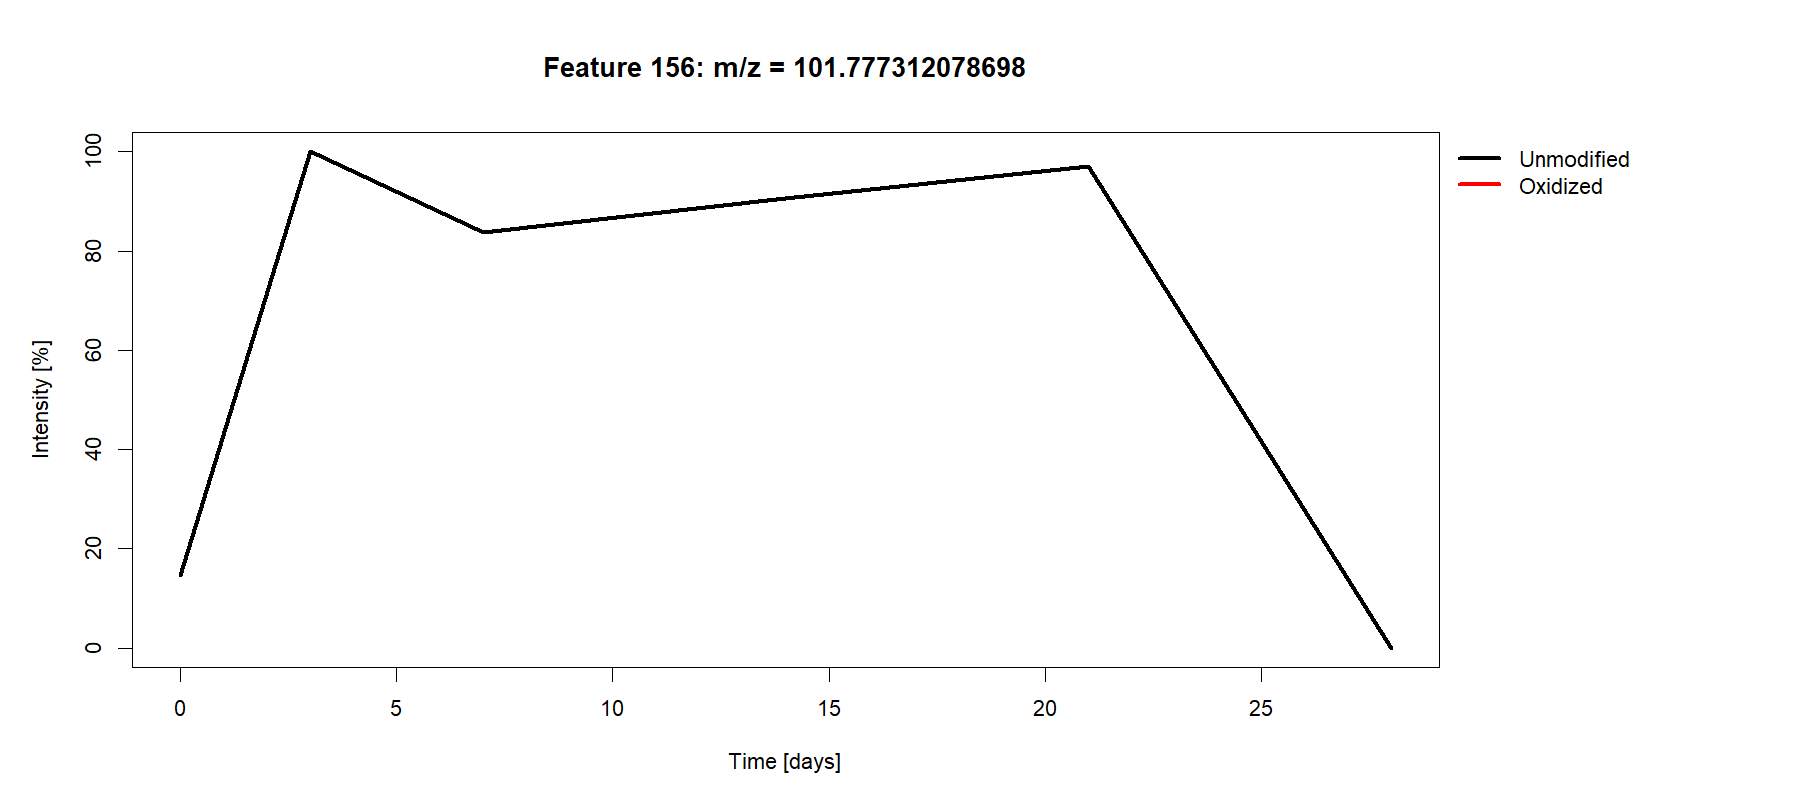 Feature 156: m/z = 101.777312078698
Unmodified
Oxidized
Intensity [%]
100
80
60
40
20
0
0 5 10 15 20 25
Time [days]